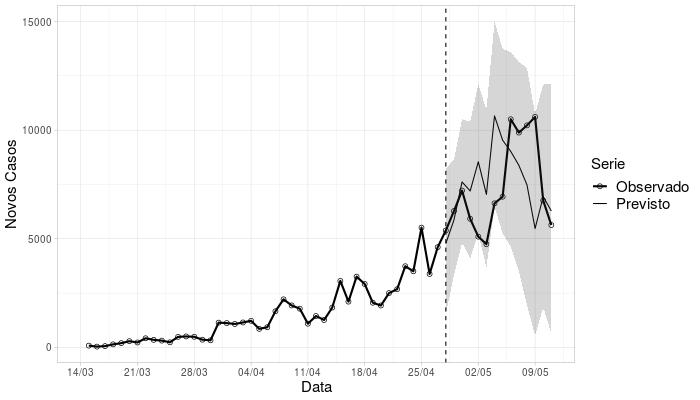 15000
10000
5000
0
Novos Casos
14/03 21/03 28/03 04/04 11/04 18/04 25/04 02/05 09/05
Data
Serie
Observado
Previsto